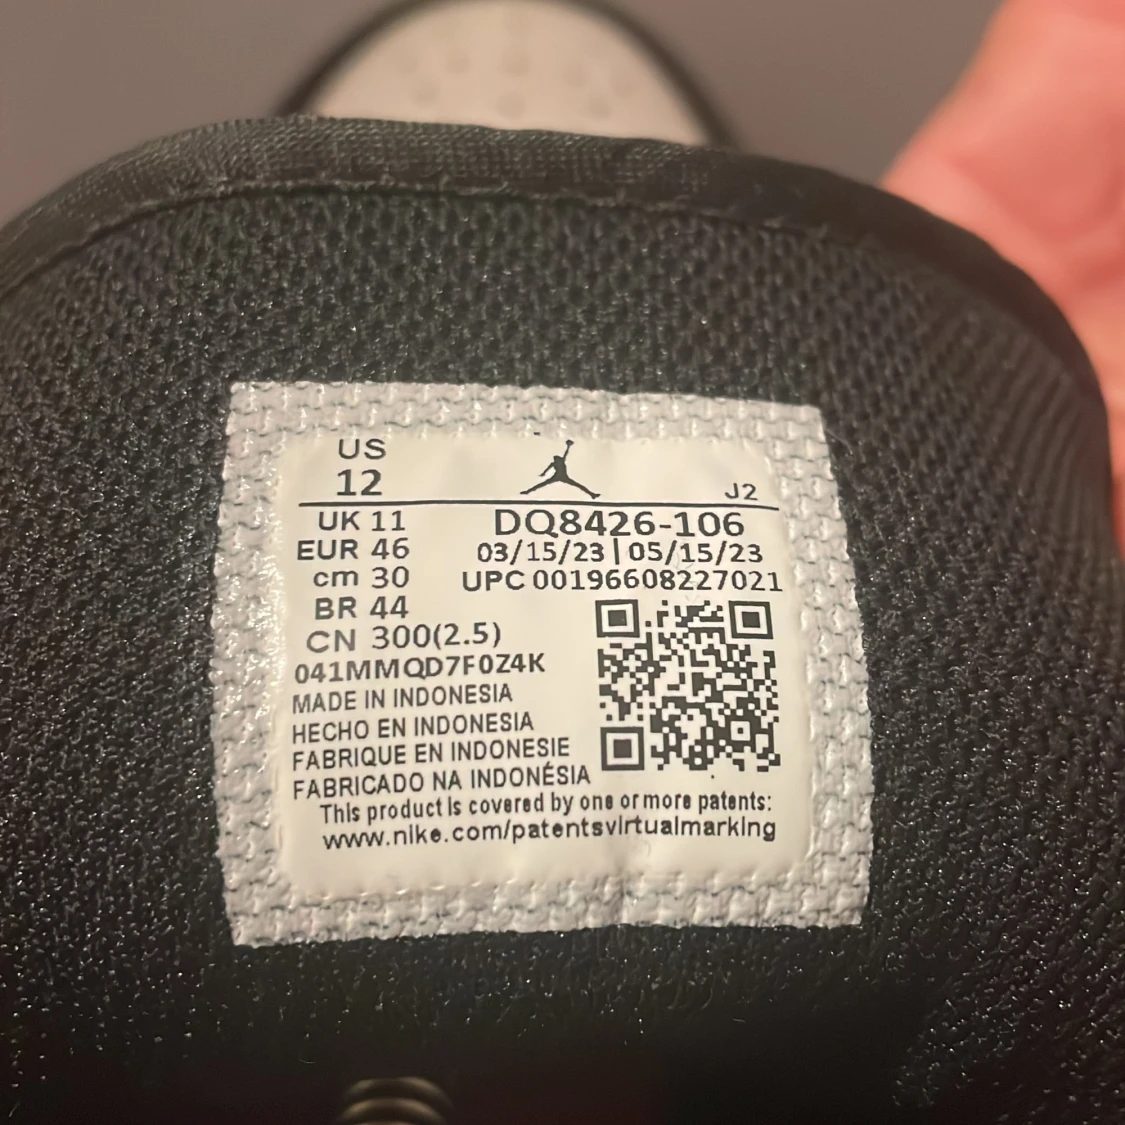 US
12
J2
UK 11
DQ8426-106
EUR 46
03/15/23 | 05/15/23
cm 30
UPC 00196608227021
BR 44
CN 300(2.5)
041MMQD7F0Z4K
MADE IN INDONESIA
HECHO EN INDONESIA
FABRIQUE EN INDONESIE
FABRICADO NA INDONÉSIA
This product is covered by one or more patents:
www.nike.com/patentsvirtualmarking